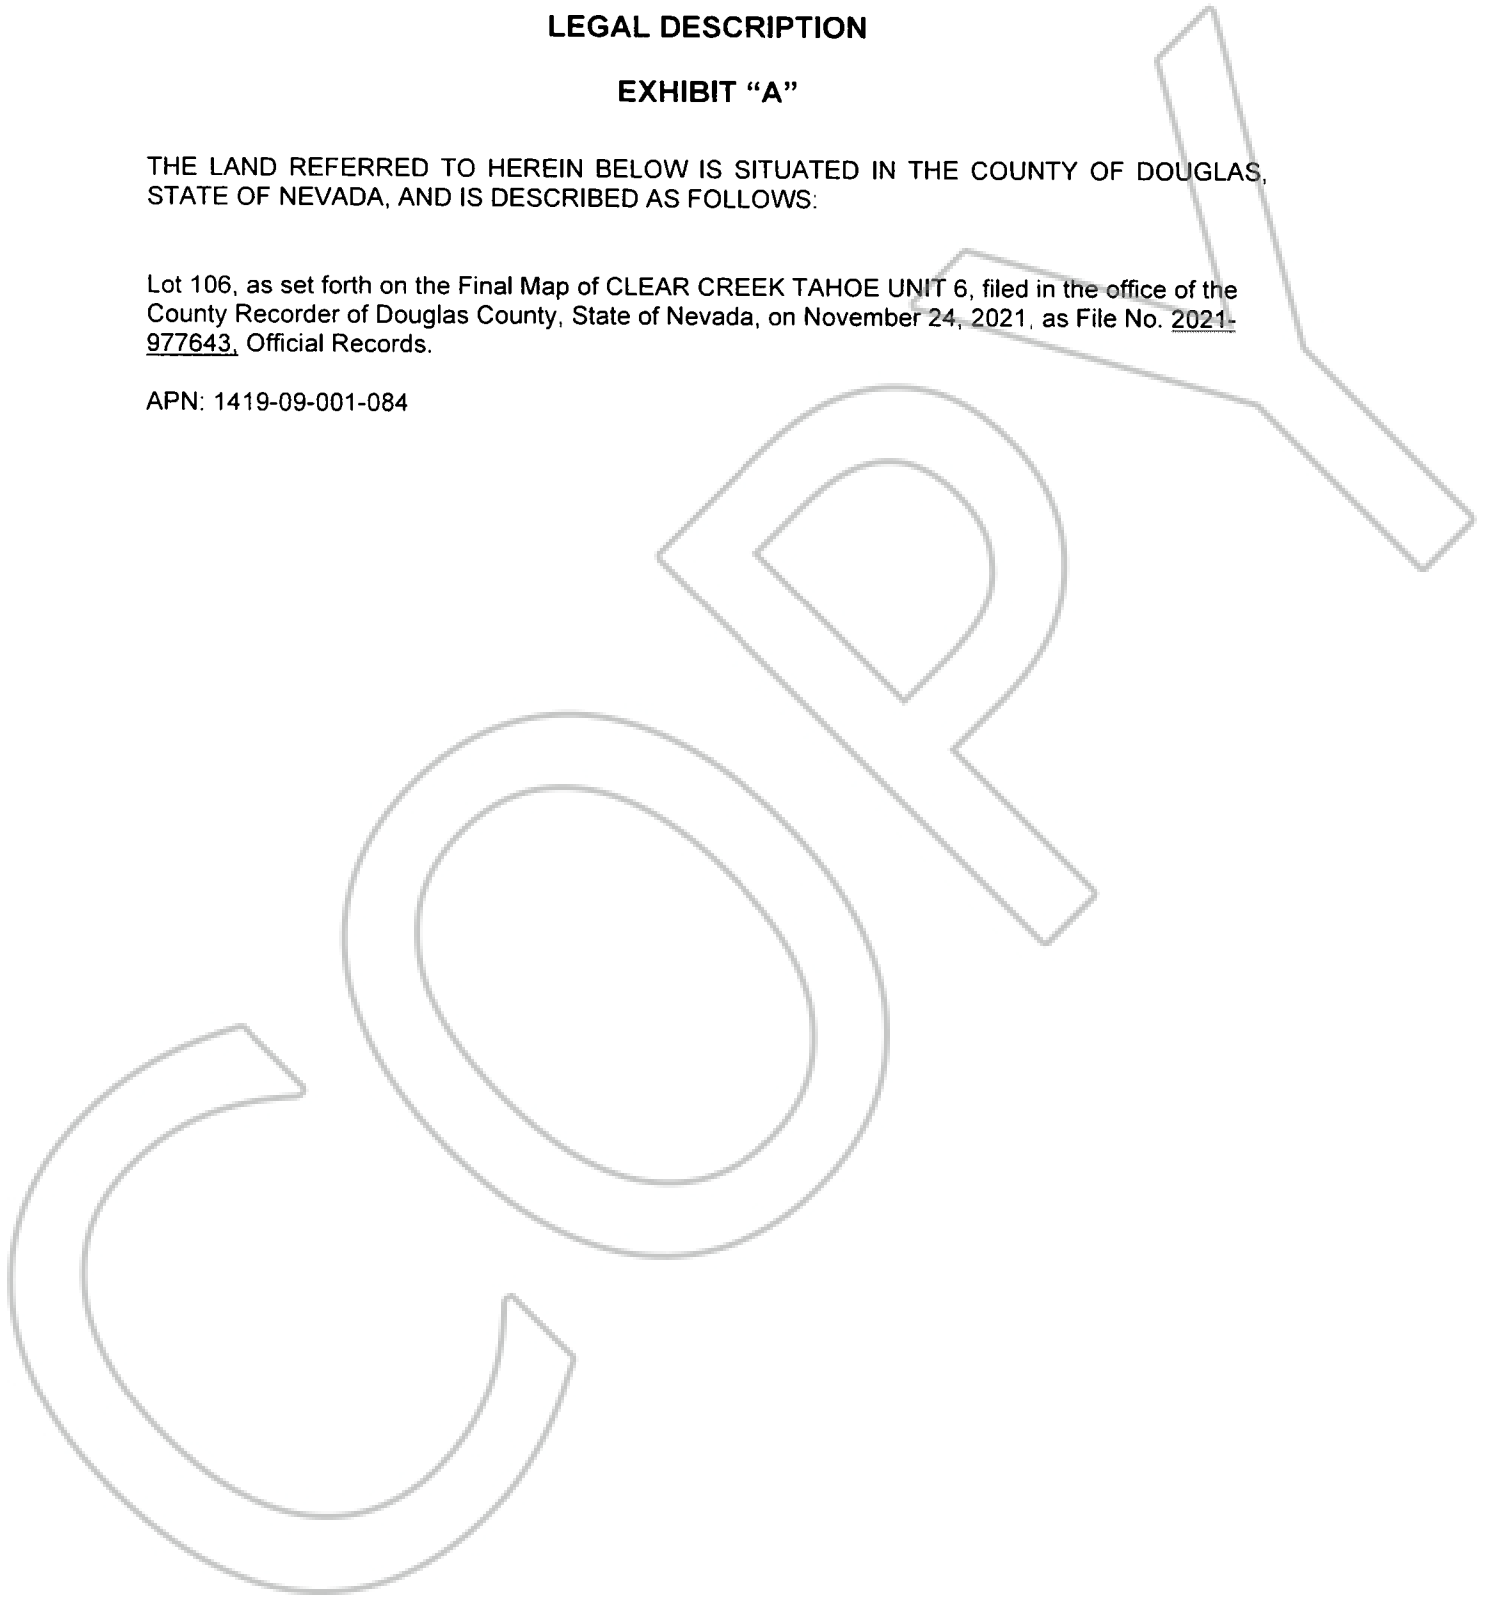 LEGAL DESCRIPTION
EXHIBIT “A”
THE LAND REFERRED TO HEREIN BELOW IS SITUATED IN THE COUNTY OF DOUGLAS,
STATE OF NEVADA, AND IS DESCRIBED AS FOLLOWS:
Lot 106, as set forth on the Final Map of CLEAR CREEK TAHOE UNIT 6, filed in the office of the
County Recorder of Douglas County, State of Nevada, on November 24, 2021, as File No. 2021-
977643, Official Records.
APN: 1419-09-001-084
COPY